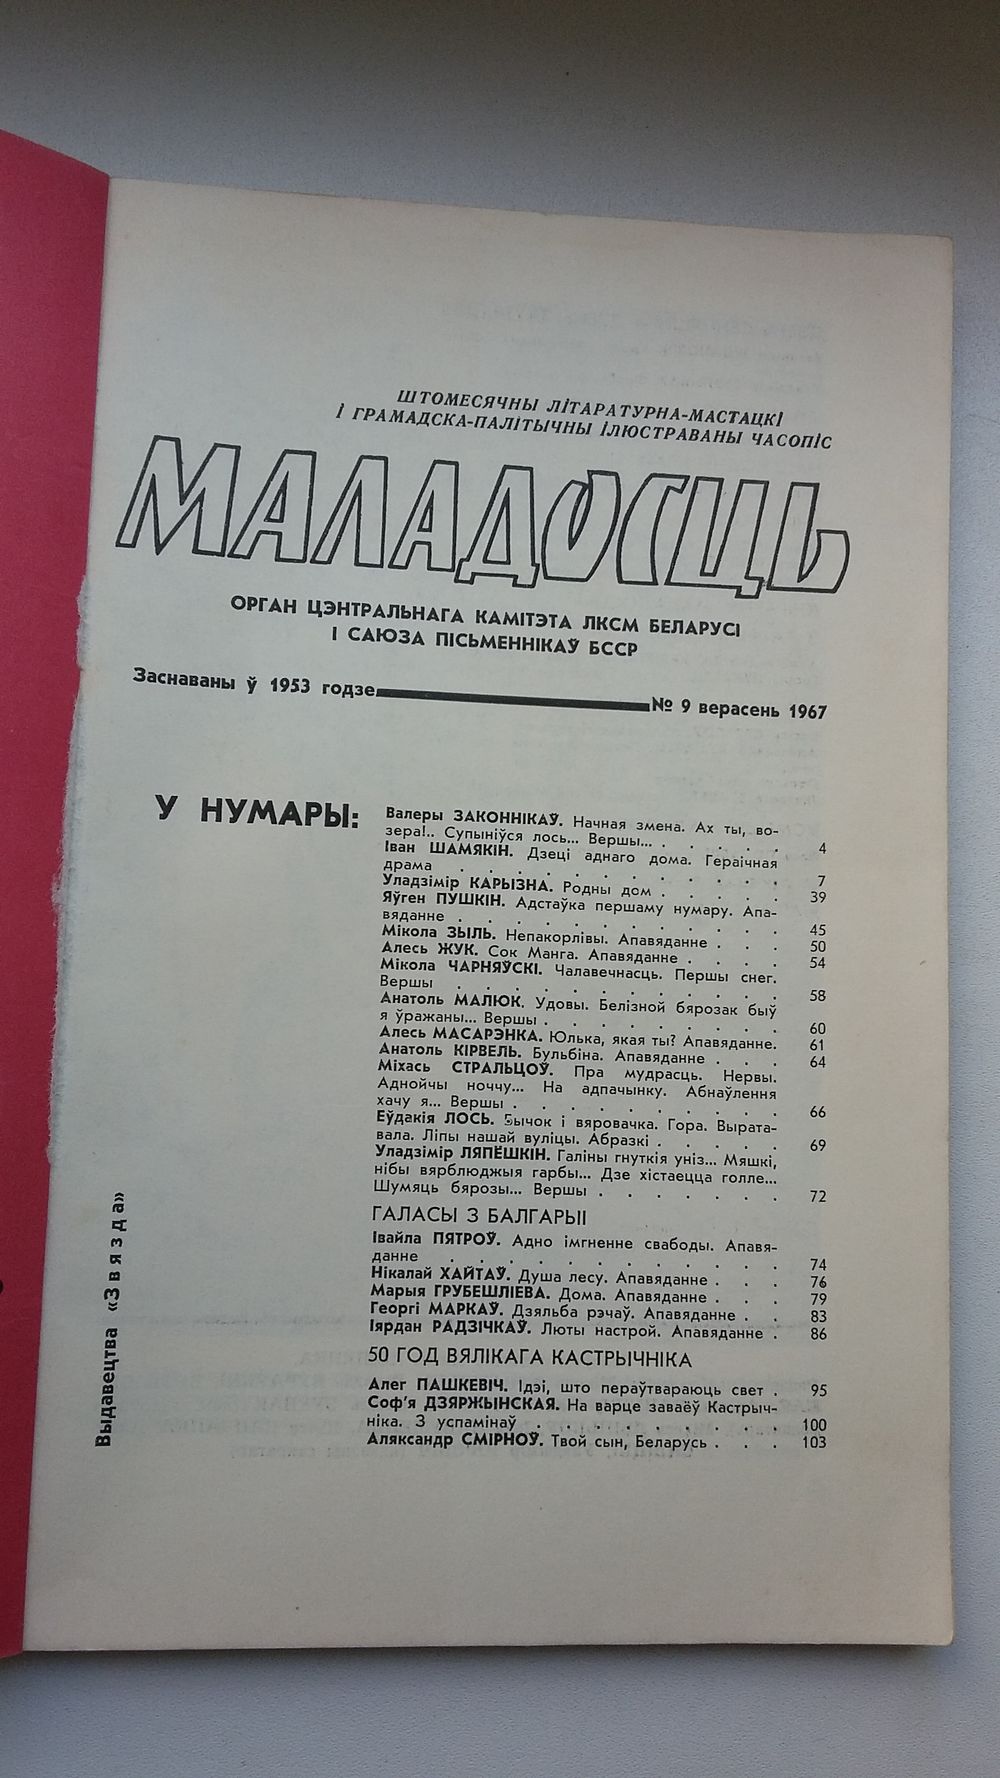 ШТОМЕСЯЧНЫ ЛІТАРАТУРНА-МАСТАЦКІ
І ГРАМАДСКА-ПАЛІТЫЧНЫ ІЛЮСТРАВАНЫ ЧАСОПІС
МАЛАДОСЦЬ
ОРГАН ЦЭНТРАЛЬНАГА КАМІТЭТА ЛКСМ БЕЛАРУСІ
І САЮЗА ПІСЬМЕННІКАЎ БССР
Заснаваны ў 1953 годзе № 9 верасень 1967
У НУМАРЫ:
Валеры ЗАКОННІКАЎ. Начная змена. Ах ты, во-
зера!.. Супыніўся лось... Вершы... . . . . . 4
Іван ШАМЯКІН. Дзеці аднаго дома. Гераічная
драма . . . . . . . . . . . . 7
Уладзімір КАРЫЗНА. Родны дом . . . . . 39
Яўген ПУШКІН. Адстаўка першаму нумару. Апа-
вяданне . . . . . . . . . . . . 45
Мікола ЗЫЛЬ. Непакорлівы. Апавяданне . . . 50
Алесь ЖУК. Сок Манга. Апавяданне . . . . 54
Мікола ЧАРНЯЎСКІ. Чалавечнасць. Першы снег.
Вершы . . . . . . . . . . . . 58
Анатоль МАЛЮК. Удовы. Белізной бярозак быў
я ўражаны... Вершы . . . . . . . . . 60
Алесь МАСАРЭНКА. Юлька, якая ты? Апавяданне. 61
Анатоль КІРВЕЛЬ. Бульбіна. Апавяданне . . . 64
Міхась СТРАЛЬЦОЎ. Пра мудрасць. Нервы.
Аднойчы ноччу... На адпачынку. Абнаўлення
хачу я... Вершы . . . . . . . . . . 66
Еўдакія ЛОСЬ. Бычок і вяровачка. Гора. Вырата-
вала. Ліпы нашай вуліцы. Абразкі . . . . . 69
Уладзімір ЛЯПЁШКІН. Галіны гнуткія уніз... Мяшкі,
нібы вярблюджыя гарбы... Дзе хістаецца голле...
Шумяць бярозы... Вершы . . . . . . . 72
ГАЛАСЫ З БАЛГАРЫІ
Івайла ПЯТРОЎ. Адно імгненне свабоды. Апавя-
данне . . . . . . . . . . . . 74
Нікалай ХАЙТАЎ. Душа лесу. Апавяданне . . . 76
Марыя ГРУБЕШЛІЕВА. Дома. Апавяданне . . . 79
Георгі МАРКАЎ. Дзяльба рэчаў. Апавяданне . . 83
Іярдан РАДЗІЧКАЎ. Люты настрой. Апавяданне . 86
50 ГОД ВЯЛІКАГА КАСТРЫЧНІКА
Алег ПАШКЕВІЧ. Ідэі, што пераўтвараюць свет . 95
Соф'я ДЗЯРЖЫНСКАЯ. На варце заваёў Кастрыч-
ніка. З успамінаў . . . . . . . . . . 100
Аляксандр СМІРНОЎ. Твой сын, Беларусь . . . 103
Выдавецтва «Звязда»